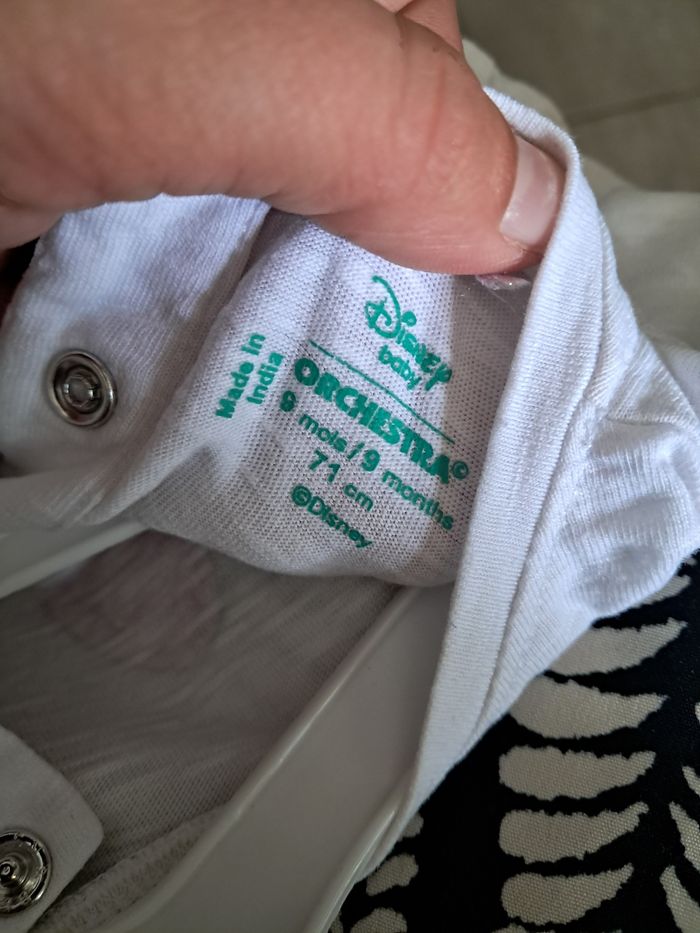 Disney
baby
ORCHESTRA©
9 mois / 9 months
71 cm
©Disney
Made in
India